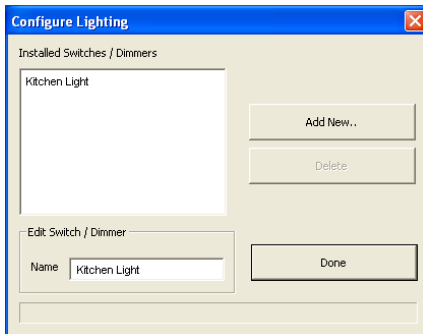 Configure Lighting
Installed Switches / Dimmers
Kitchen Light
Add New..
Delete
Edit Switch / Dimmer
Name Kitchen Light
Done